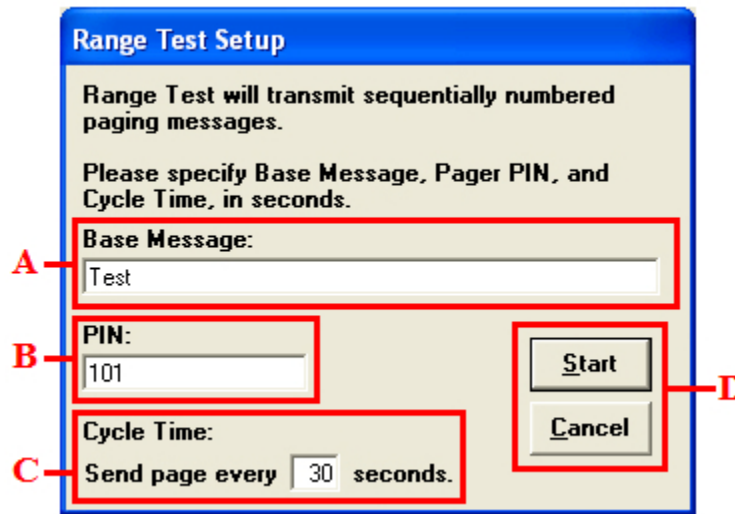 Range Test Setup
Range Test will transmit sequentially numbered
paging messages.
Please specify Base Message, Pager PIN, and
Cycle Time, in seconds.
A
Base Message:
Test
B
PIN:
101
C
Cycle Time:
Send page every 30 seconds.
Start
Cancel
D